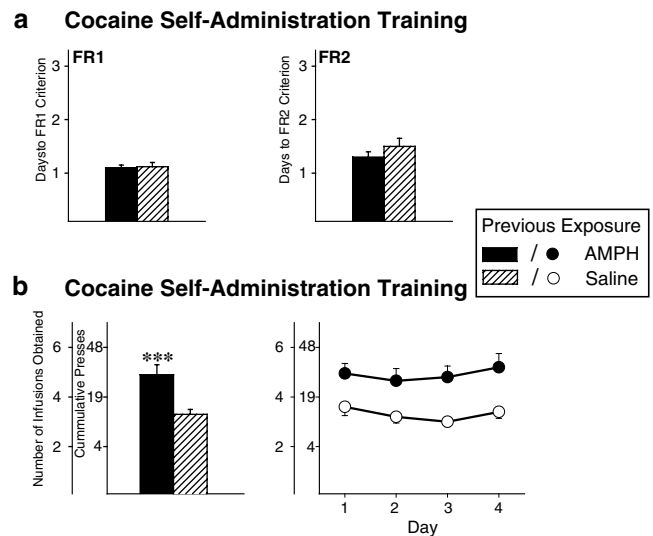 a Cocaine Self-Administration Training
FR1
Daysto FR1 Criterion
3
2
1
FR2
Days to FR2 Criterion
3
2
1
Previous Exposure
/ AMPH
/ Saline
b Cocaine Self-Administration Training
Number of Infusions Obtained
6
4
2
Cummulative Presses
48
19
4
***
6
4
2
48
19
4
1 2 3 4
Day